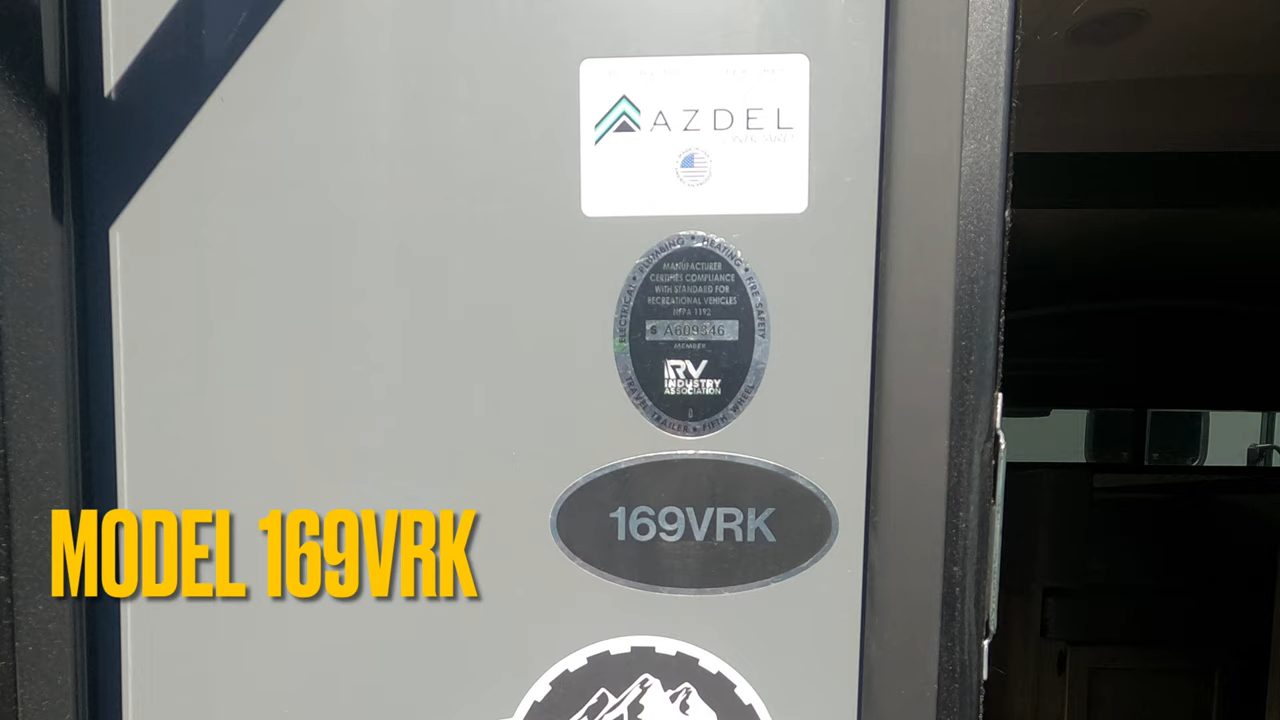 AZDEL
ELECTRICAL • PLUMBING • HEATING • FIRE SAFETY
MANUFACTURER
CERTIFIES COMPLIANCE
WITH STANDARD FOR
RECREATIONAL VEHICLES
NFPA 1192
S A609346
MEMBER
RV
INDUSTRY
ASSOCIATION
TRAVEL TRAILER • FIFTH WHEEL
169VRK
MODEL 169VRK